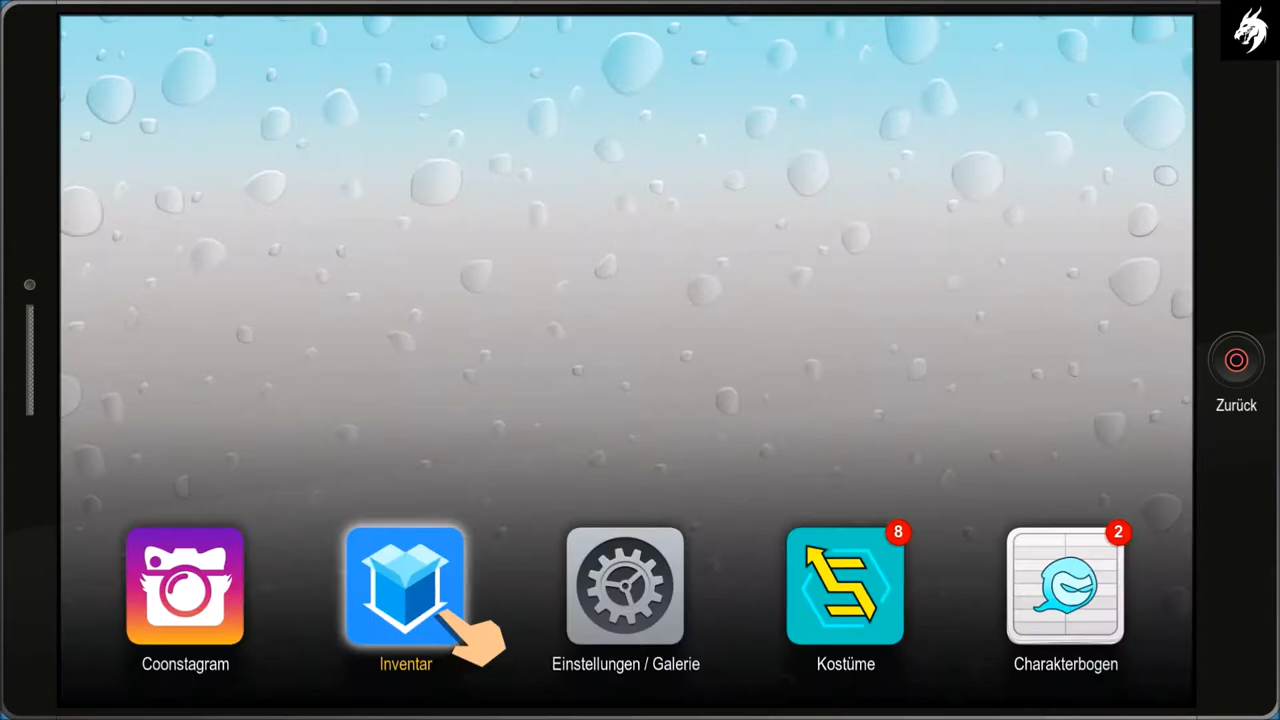 Zurück
8
2
Coonstagram
Inventar
Einstellungen / Galerie
Kostüme
Charakterbogen